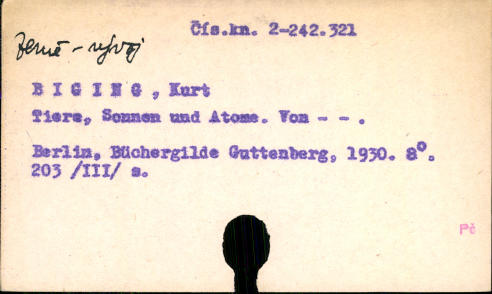 Čís.kn. 2-242.321
Země - vývoj
B I G I N G , Kurt
Tiere, Sonnen und Atome. Von - - .
Berlin, Büchergilde Guttenberg, 1930. 8°.
203 /III/ s.
Pč